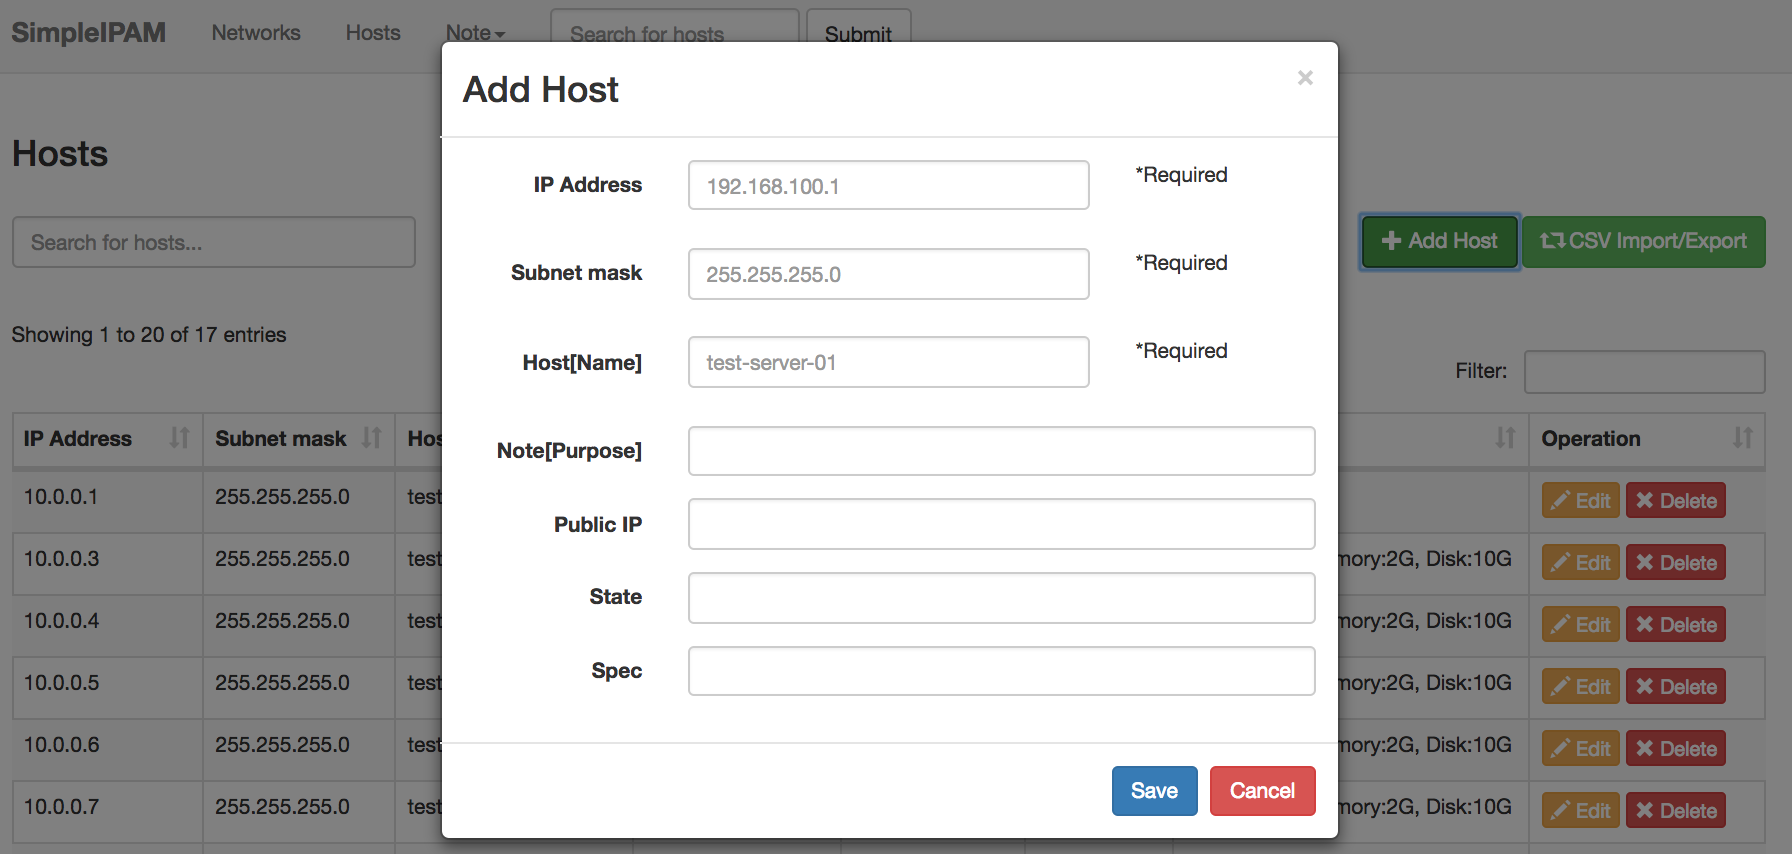 SimpleIPAM Networks Hosts Note Search for hosts Submit
Add Host ×
Hosts
IP Address 192.168.100.1 *Required
Search for hosts... Add Host CSV Import/Export
Subnet mask 255.255.255.0 *Required
Showing 1 to 20 of 17 entries
Host[Name] test-server-01 *Required
Filter:
IP Address Subnet mask Hos Operation
Note[Purpose]
10.0.0.1 255.255.255.0 test Edit Delete
Public IP
10.0.0.3 255.255.255.0 test mory:2G, Disk:10G Edit Delete
State
10.0.0.4 255.255.255.0 test mory:2G, Disk:10G Edit Delete
Spec
10.0.0.5 255.255.255.0 test mory:2G, Disk:10G Edit Delete
10.0.0.6 255.255.255.0 test mory:2G, Disk:10G Edit Delete
Save Cancel
10.0.0.7 255.255.255.0 test mory:2G, Disk:10G Edit Delete